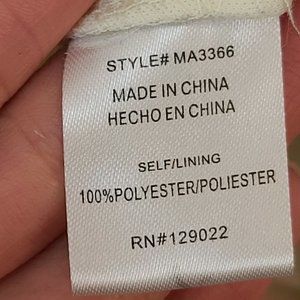 STYLE# MA3366
MADE IN CHINA
HECHO EN CHINA
SELF/LINING
100%POLYESTER/POLIESTER
RN#129022